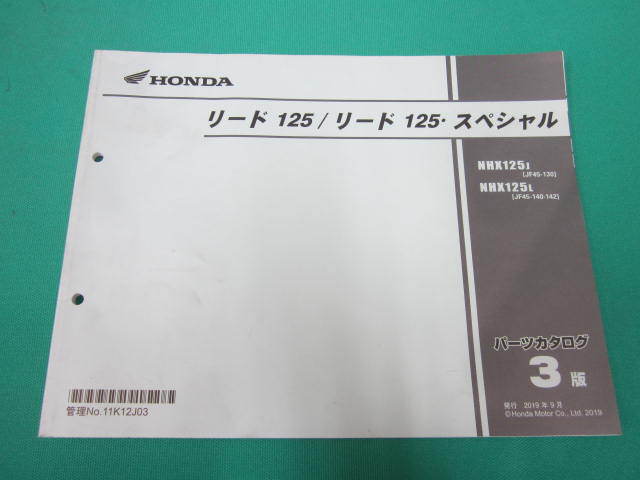 HONDA
リード 125 / リード 125・スペシャル
NHX125J
[JF45-130]
NHX125L
[JF45-140・142]
パーツカタログ
3 版
発行 2019 年 9 月
©Honda Motor Co., Ltd. 2019
管理No.11K12J03